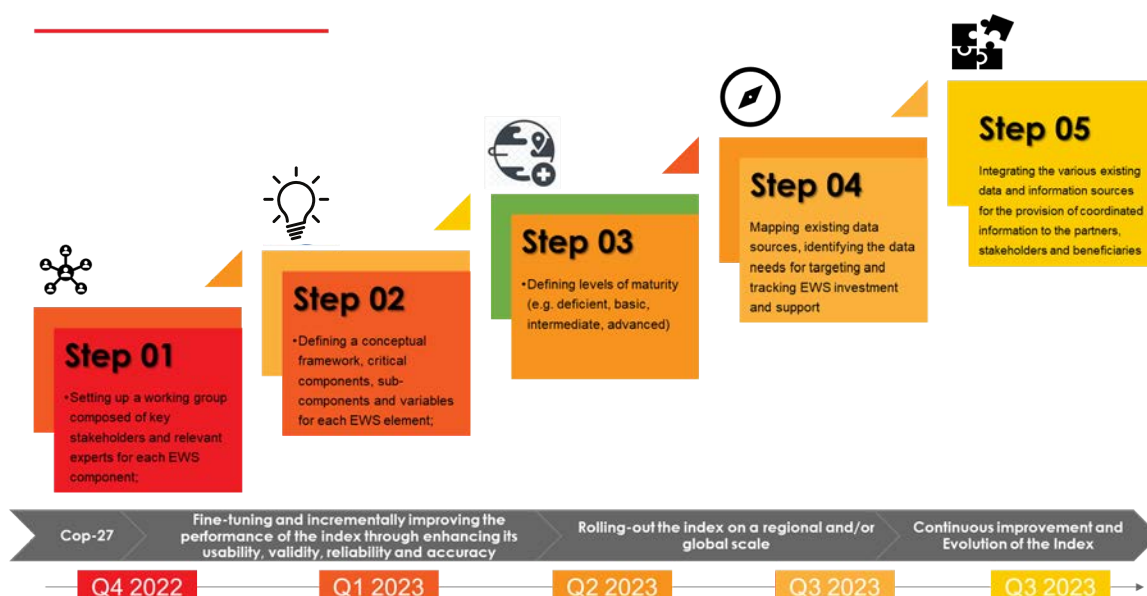 Step 01
•Setting up a working group
composed of key
stakeholders and relevant
experts for each EWS
component;
Step 02
•Defining a conceptual
framework, critical
components, sub-
components and variables
for each EWS element;
Step 03
•Defining levels of maturity
(e.g. deficient, basic,
intermediate, advanced)
Step 04
Mapping existing data
sources, identifying the data
needs for targeting and
tracking EWS investment
and support
Step 05
Integrating the various existing
data and information sources
for the provision of coordinated
information to the partners,
stakeholders and beneficiaries
Cop-27
Fine-tuning and incrementally improving the
performance of the index through enhancing its
usability, validity, reliability and accuracy
Rolling-out the index on a regional and/or
global scale
Continuous improvement and
Evolution of the Index
Q4 2022
Q1 2023
Q2 2023
Q3 2023
Q3 2023